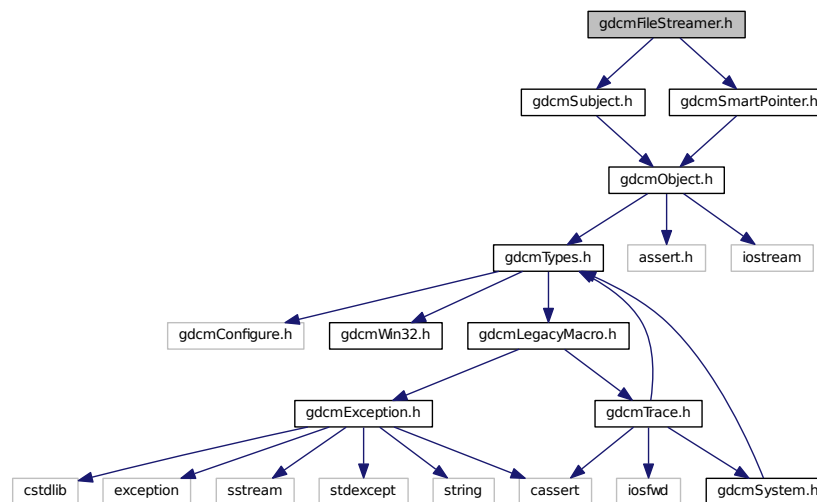 gdcmFileStreamer.h
gdcmSubject.h
gdcmSmartPointer.h
gdcmObject.h
gdcmTypes.h
assert.h
iostream
gdcmConfigure.h
gdcmWin32.h
gdcmLegacyMacro.h
gdcmException.h
gdcmTrace.h
cstdlib
exception
sstream
stdexcept
string
cassert
iosfwd
gdcmSystem.h